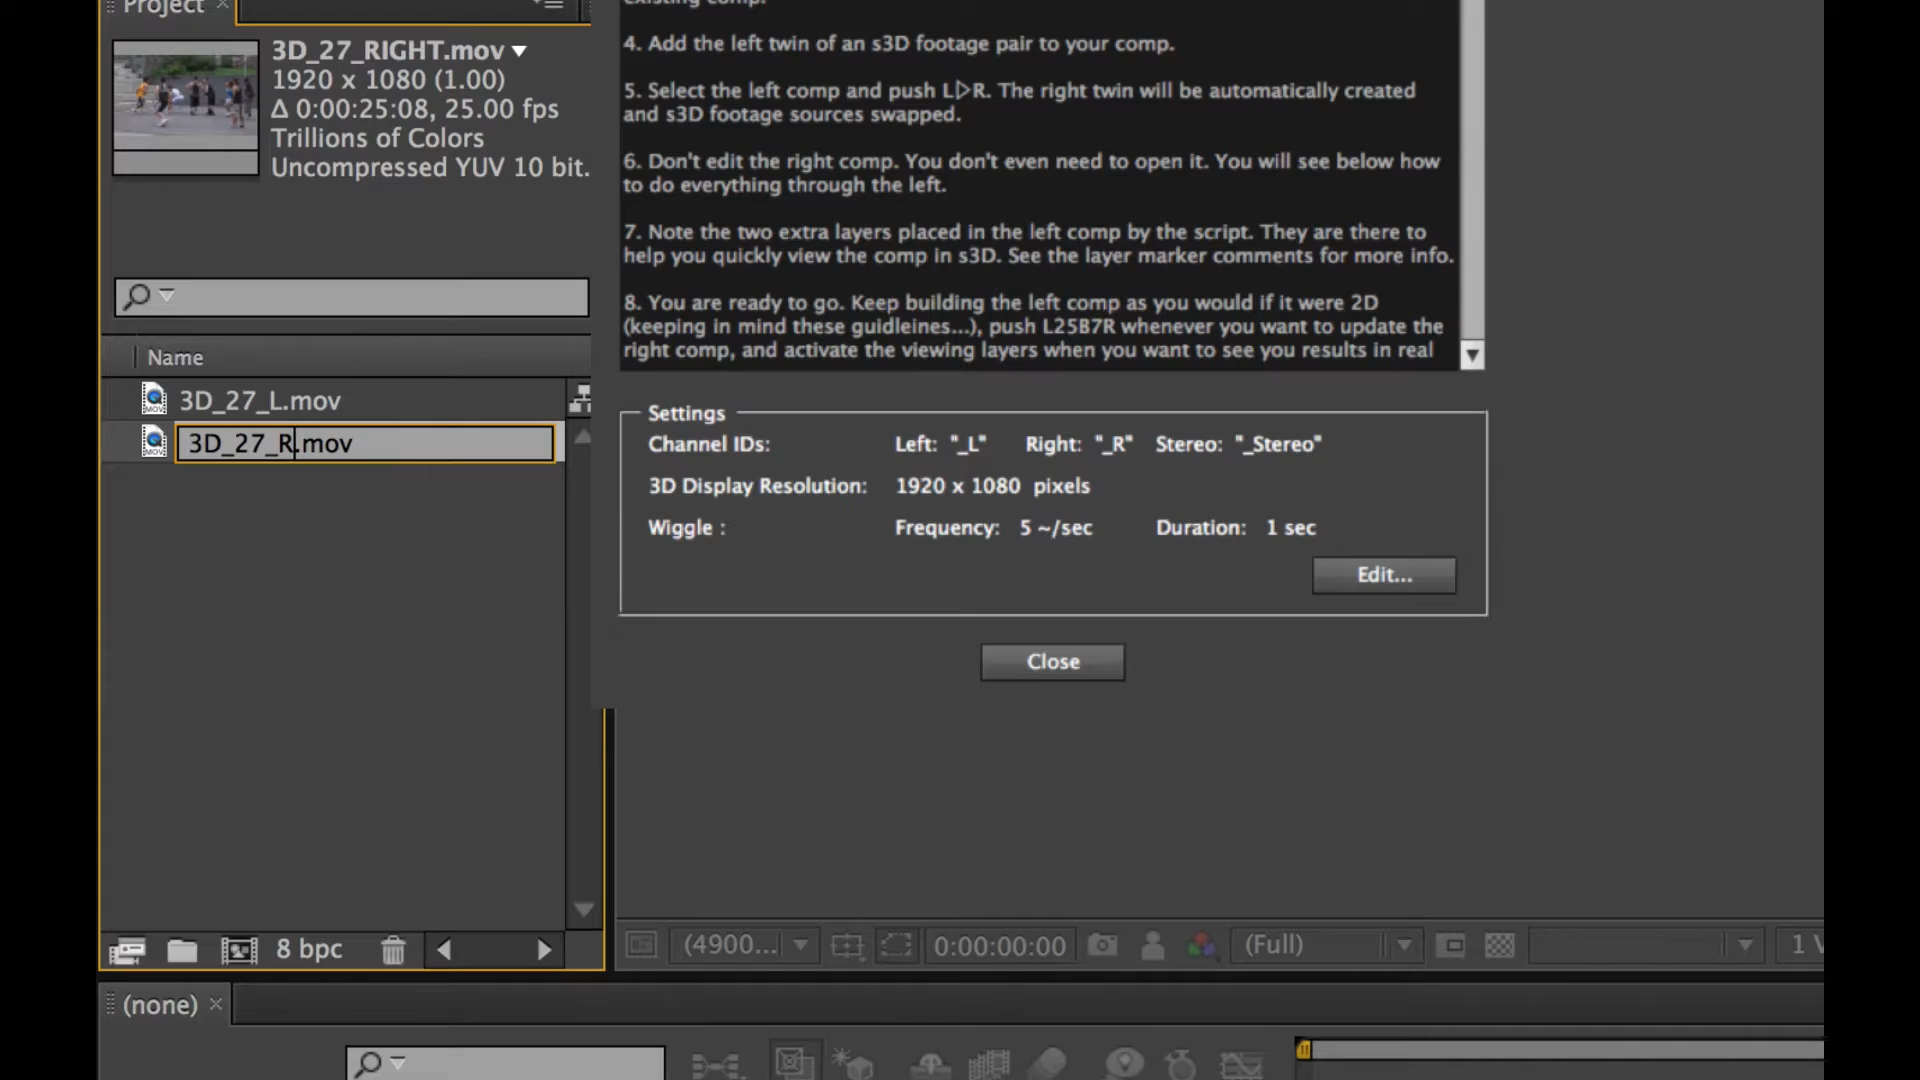 Project
3D_27_RIGHT.mov
1920 x 1080 (1.00)
Δ 0:00:25:08, 25.00 fps
Trillions of Colors
Uncompressed YUV 10 bit.
Name
3D_27_L.mov
3D_27_R.mov
8 bpc
existing comp.
4. Add the left twin of an s3D footage pair to your comp.
5. Select the left comp and push L▷R. The right twin will be automatically created
and s3D footage sources swapped.
6. Don't edit the right comp. You don't even need to open it. You will see below how
to do everything through the left.
7. Note the two extra layers placed in the left comp by the script. They are there to
help you quickly view the comp in s3D. See the layer marker comments for more info.
8. You are ready to go. Keep building the left comp as you would if it were 2D
(keeping in mind these guidleines...), push L25B7R whenever you want to update the
right comp, and activate the viewing layers when you want to see you results in real
Settings
Channel IDs: Left: "_L" Right: "_R" Stereo: "_Stereo"
3D Display Resolution: 1920 x 1080 pixels
Wiggle : Frequency: 5 ~/sec Duration: 1 sec
Edit...
Close
(4900... 0:00:00:00 (Full) 1 V
(none)